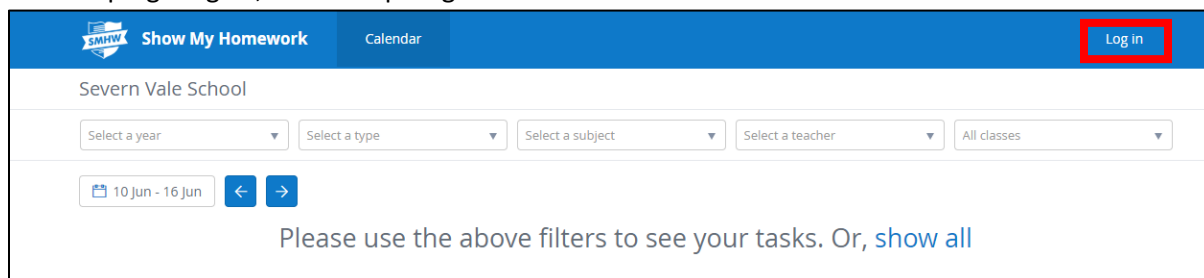 SMHW Show My Homework Calendar Log in
Severn Vale School
Select a year Select a type Select a subject Select a teacher All classes
10 Jun - 16 Jun
Please use the above filters to see your tasks. Or, show all